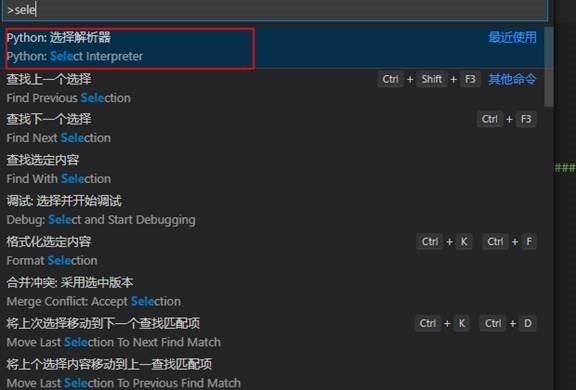 >sele
Python: 选择解析器 最近使用
Python: Select Interpreter
查找上一个选择 Ctrl + Shift + F3 其他命令
Find Previous Selection
查找下一个选择 Ctrl + F3
Find Next Selection
查找选定内容
Find With Selection
###
调试: 选择并开始调试
Debug: Select and Start Debugging
格式化选定内容 Ctrl + K Ctrl + F
Format Selection
合并冲突: 采用选中版本
Merge Conflict: Accept Selection
将上次选择移动到下一个查找匹配项 Ctrl + K Ctrl + D
Move Last Selection To Next Find Match
将上个选择内容移动到上一查找匹配项
Move Last Selection To Previous Find Match